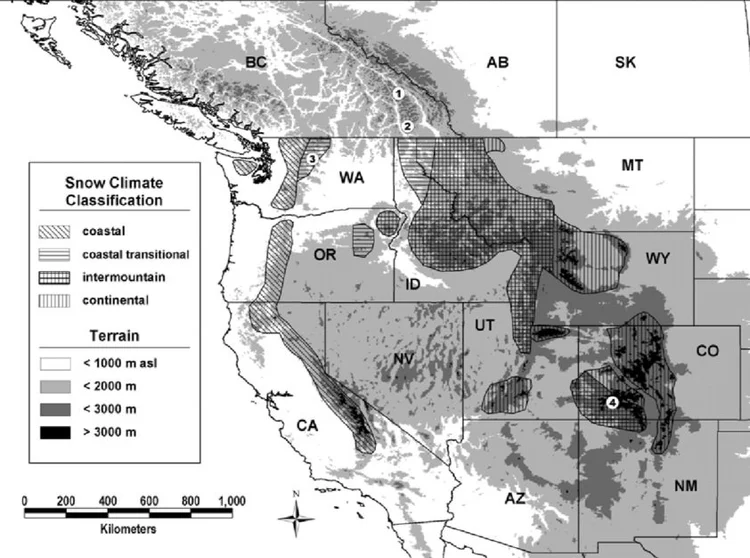 BC
AB
SK
1
2
3
WA
MT
OR
ID
WY
UT
NV
CO
CA
4
AZ
NM
Snow Climate
Classification
coastal
coastal transitional
intermountain
continental
Terrain
< 1000 m asl
< 2000 m
< 3000 m
> 3000 m
0 200 400 600 800 1,000
Kilometers
N